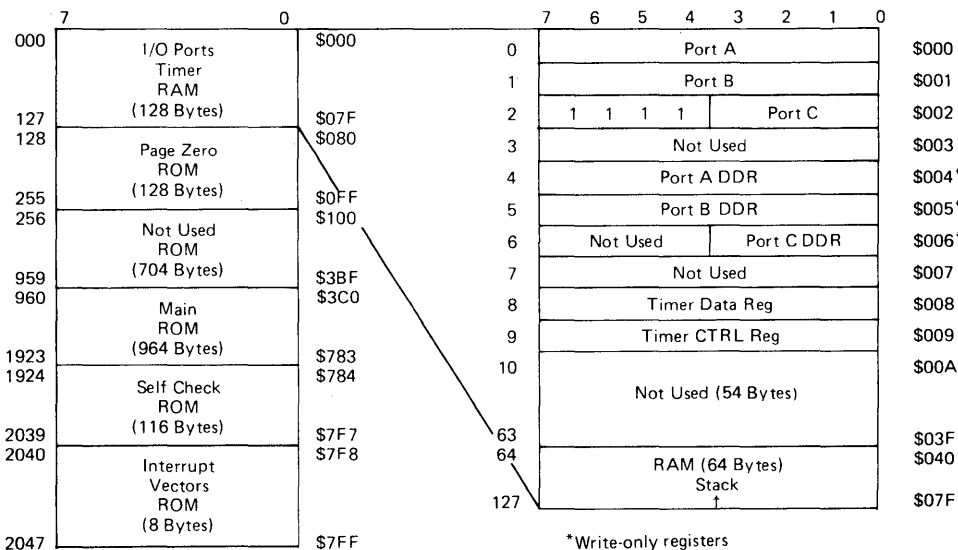 7 0
000 $000
I/O Ports
Timer
RAM
(128 Bytes)
127 $07F
128 $080
Page Zero
ROM
(128 Bytes)
255 $0FF
256 $100
Not Used
ROM
(704 Bytes)
959 $3BF
960 $3C0
Main
ROM
(964 Bytes)
1923 $783
1924 $784
Self Check
ROM
(116 Bytes)
2039 $7F7
2040 $7F8
Interrupt
Vectors
ROM
(8 Bytes)
2047 $7FF
7 6 5 4 3 2 1 0
0 Port A $000
1 Port B $001
2 1 1 1 1 Port C $002
3 Not Used $003
4 Port A DDR $004*
5 Port B DDR $005*
6 Not Used Port C DDR $006*
7 Not Used $007
8 Timer Data Reg $008
9 Timer CTRL Reg $009
10 $00A
Not Used (54 Bytes)
63 $03F
64 $040
RAM (64 Bytes)
Stack
↑
127 $07F
*Write-only registers